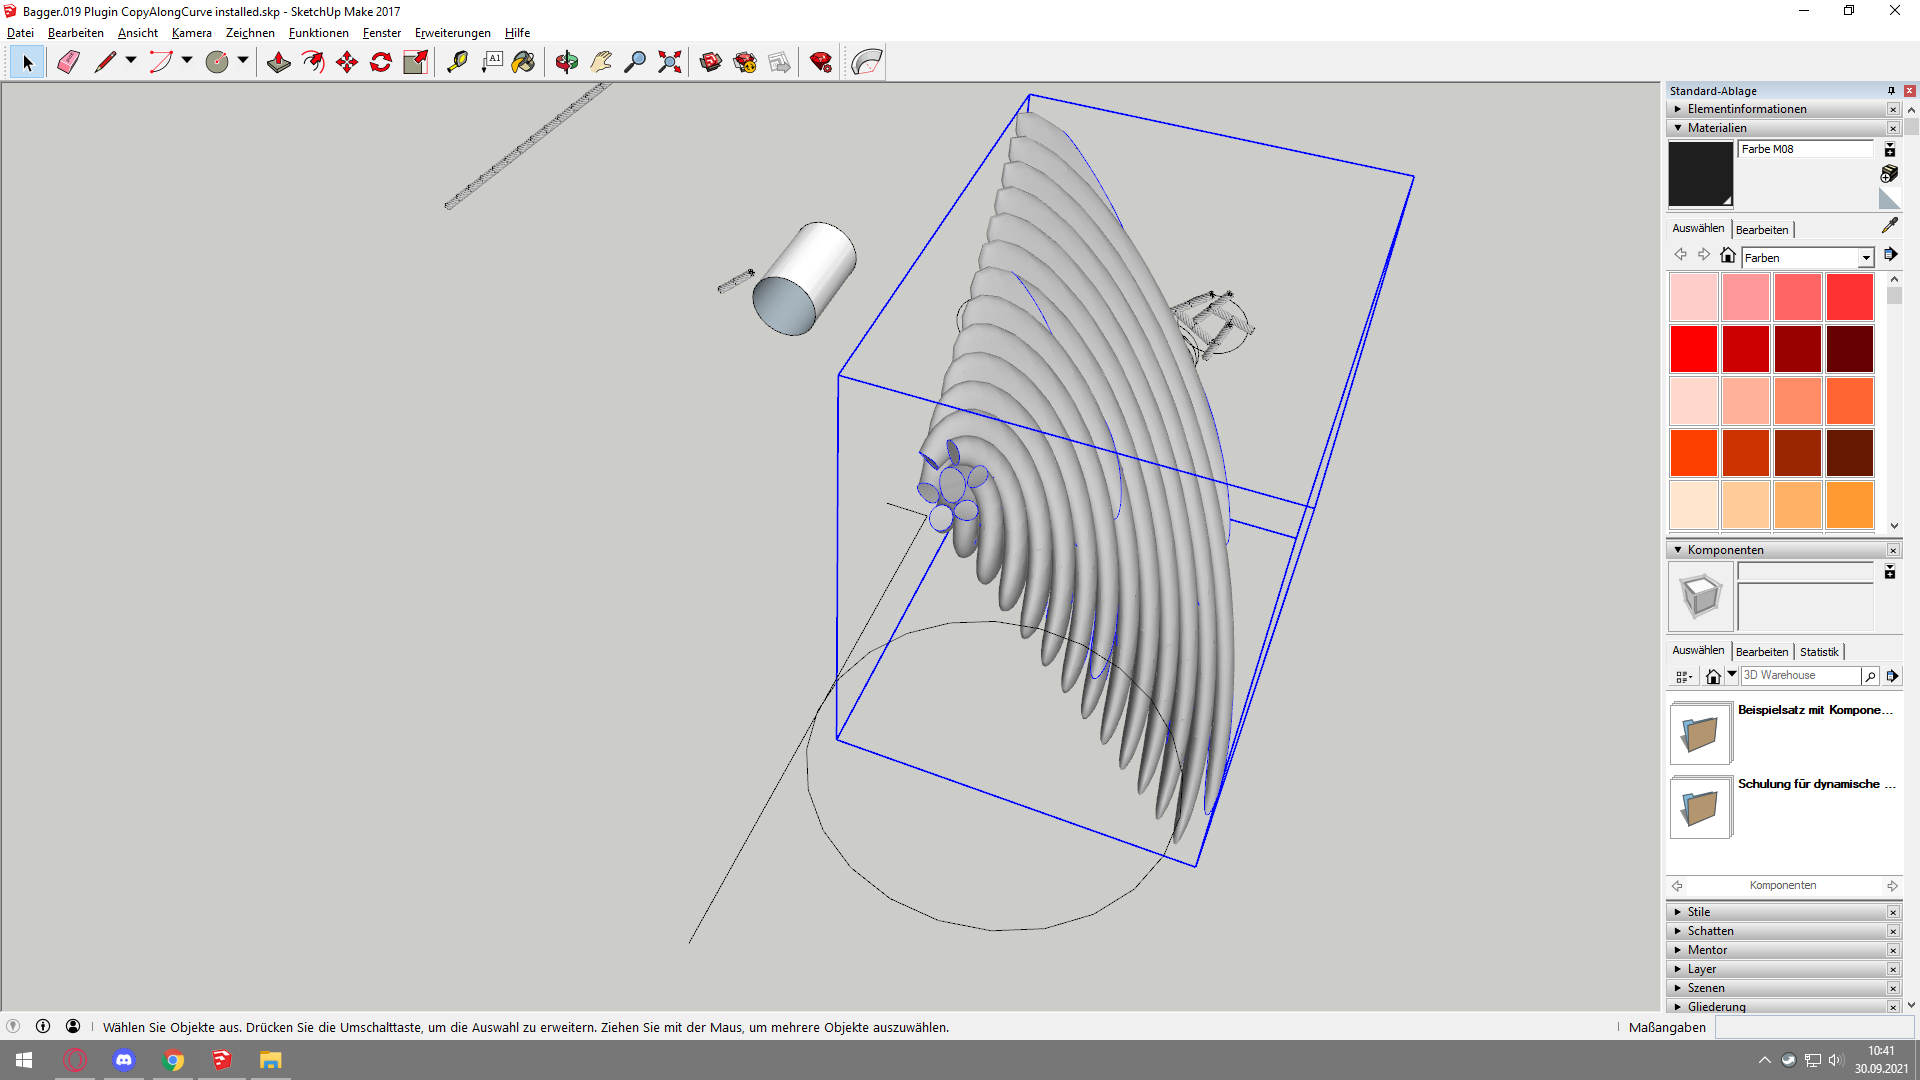 Bagger.019 Plugin CopyAlongCurve installed.skp - SketchUp Make 2017
Datei Bearbeiten Ansicht Kamera Zeichnen Funktionen Fenster Erweiterungen Hilfe
A1
Standard-Ablage
Elementinformationen
Materialien
Farbe M08
Auswählen Bearbeiten
Farben
Komponenten
Auswählen Bearbeiten Statistik
3D Warehouse
Beispielsatz mit Kompone...
Schulung für dynamische ...
Komponenten
Stile
Schatten
Mentor
Layer
Szenen
Gliederung
Wählen Sie Objekte aus. Drücken Sie die Umschalttaste, um die Auswahl zu erweitern. Ziehen Sie mit der Maus, um mehrere Objekte auszuwählen.
Maßangaben
10:41
30.09.2021